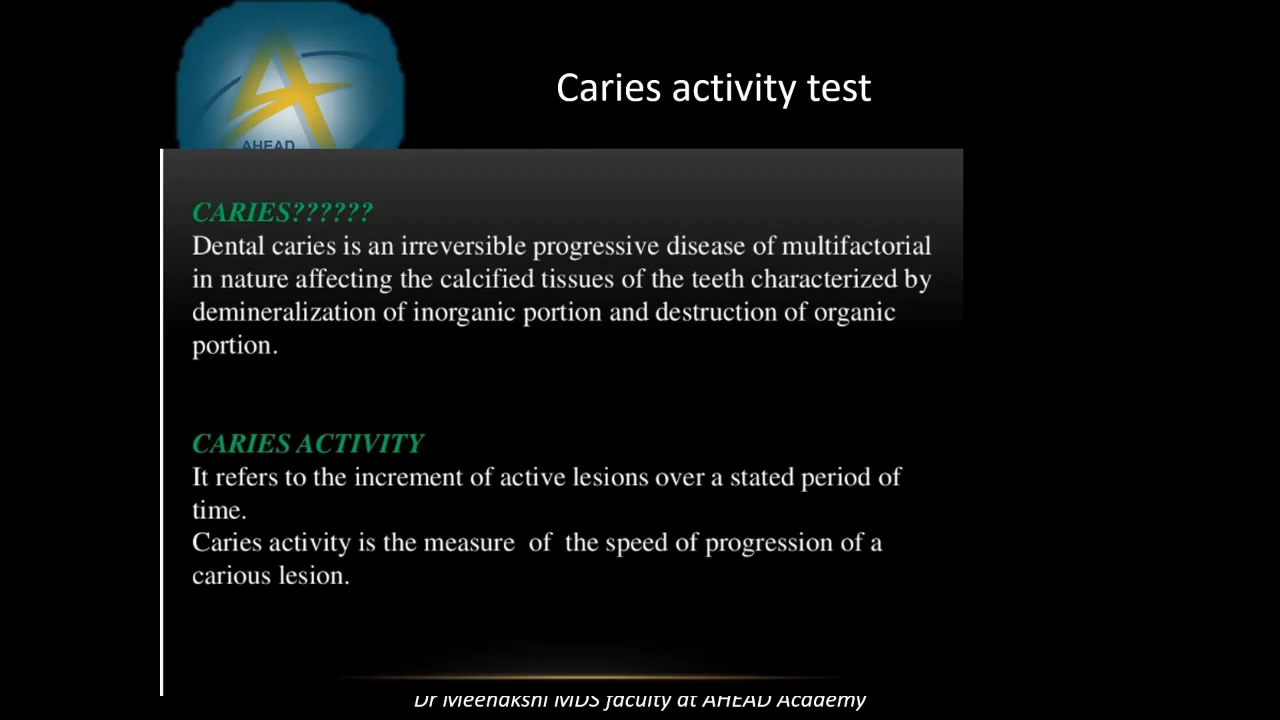 Caries activity test
AHEAD
CARIES??????
Dental caries is an irreversible progressive disease of multifactorial
in nature affecting the calcified tissues of the teeth characterized by
demineralization of inorganic portion and destruction of organic
portion.
CARIES ACTIVITY
It refers to the increment of active lesions over a stated period of
time.
Caries activity is the measure of the speed of progression of a
carious lesion.
Dr Meenakshi MDS faculty at AHEAD Academy